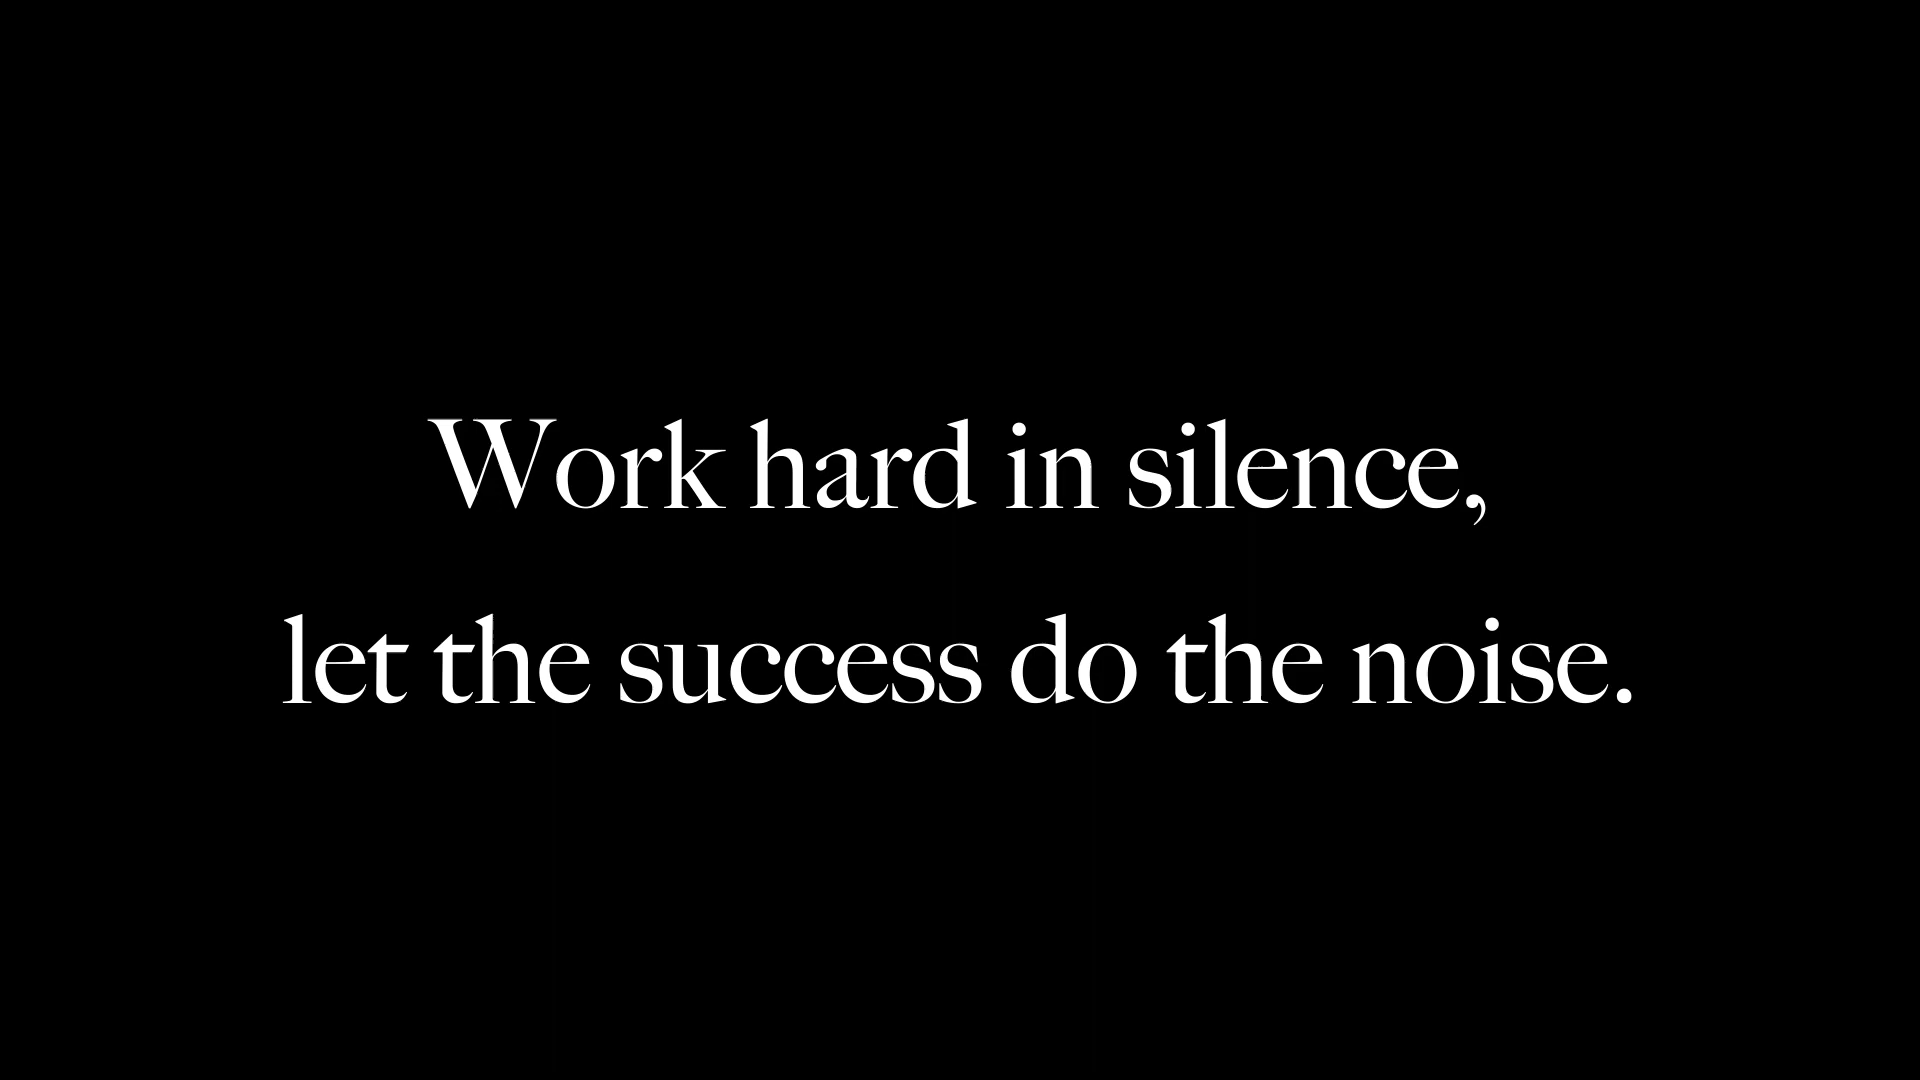 Work hard in silence,
let the success do the noise.